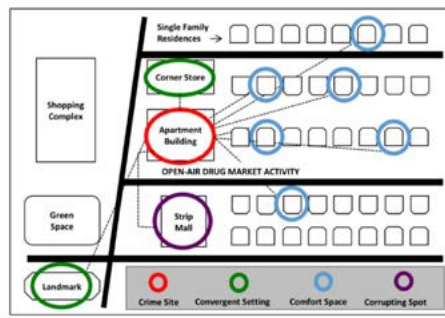 Single Family
Residences →
Corner Store
Shopping
Complex
Apartment
Building
OPEN-AIR DRUG MARKET ACTIVITY
Green
Space
Strip
Mall
Landmark
Crime Site
Convergent Setting
Comfort Space
Corrupting Spot